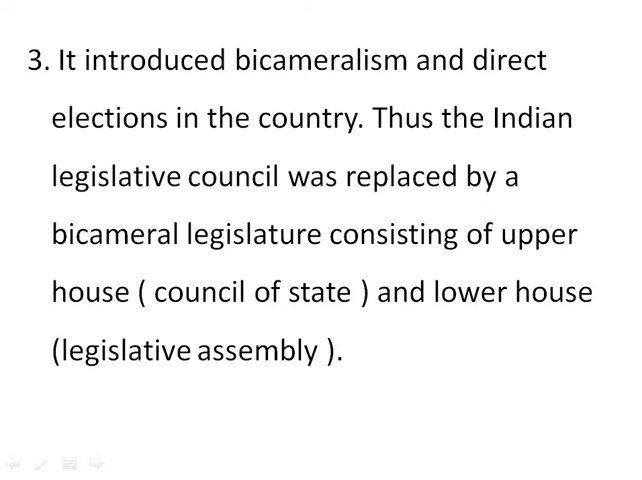 3. It introduced bicameralism and direct
elections in the country. Thus the Indian
legislative council was replaced by a
bicameral legislature consisting of upper
house ( council of state ) and lower house
(legislative assembly ).